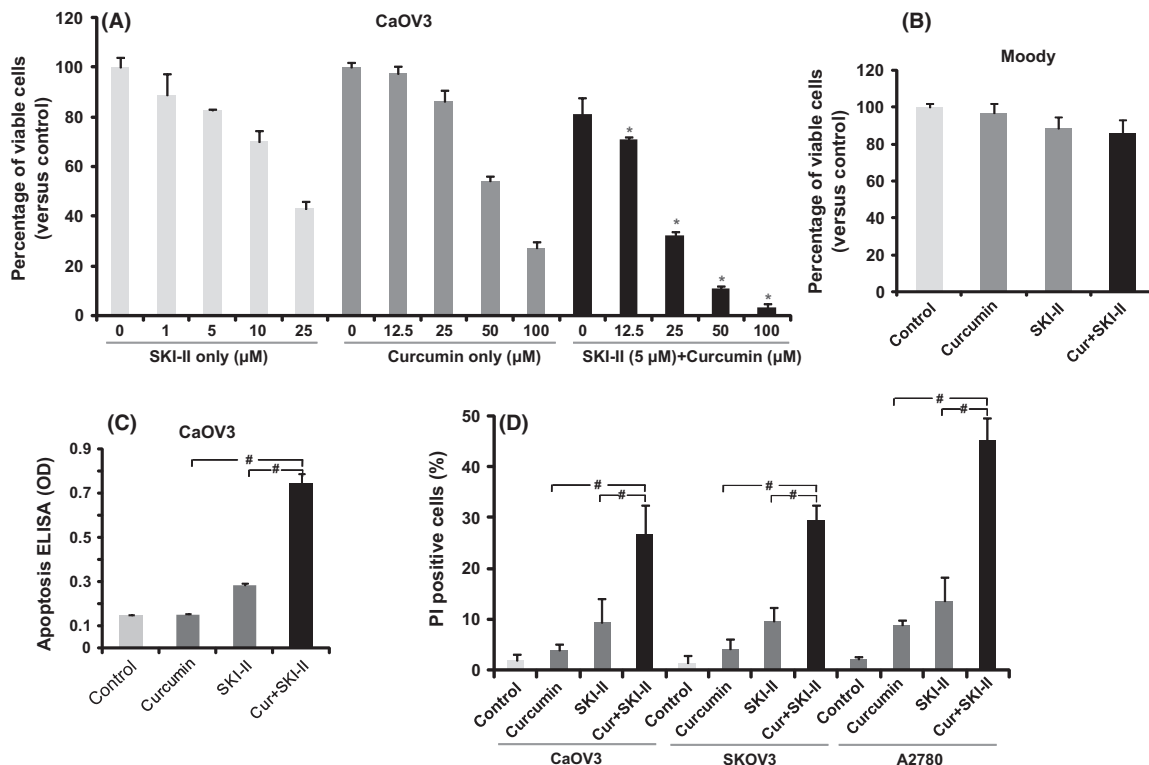 (A)
CaOV3
Percentage of viable cells
(versus control)
120
100
80
60
40
20
0
*
*
*
*
0 1 5 10 25 0 12.5 25 50 100 0 12.5 25 50 100
SKI-II only (µM) Curcumin only (µM) SKI-II (5 µM)+Curcumin (µM)
(B)
Moody
Percentage of viable cells
(versus control)
120
100
80
60
40
20
0
Control Curcumin SKI-II Cur+SKI-II
(C)
CaOV3
Apoptosis ELISA (OD)
0.9
0.7
0.5
0.3
0.1
0
#
#
Control Curcumin SKI-II Cur+SKI-II
(D)
PI positive cells (%)
50
40
30
20
10
0
#
#
#
#
#
#
Control Curcumin SKI-II Cur+SKI-II Control Curcumin SKI-II Cur+SKI-II Control Curcumin SKI-II Cur+SKI-II
CaOV3 SKOV3 A2780